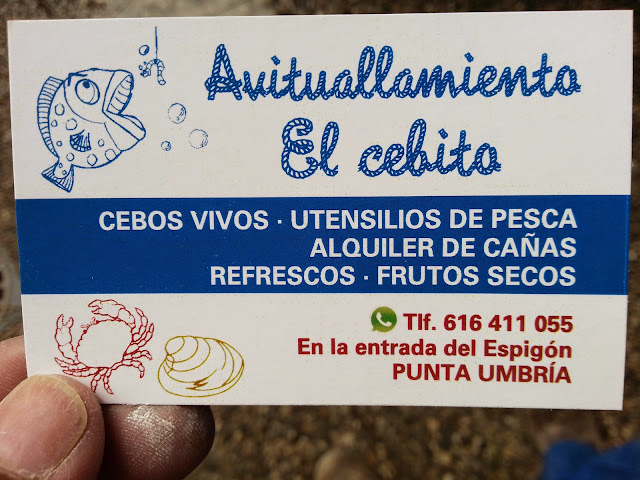 Avituallamiento
El cebito
CEBOS VIVOS · UTENSILIOS DE PESCA
ALQUILER DE CAÑAS
REFRESCOS · FRUTOS SECOS
Tlf. 616 411 055
En la entrada del Espigón
PUNTA UMBRÍA